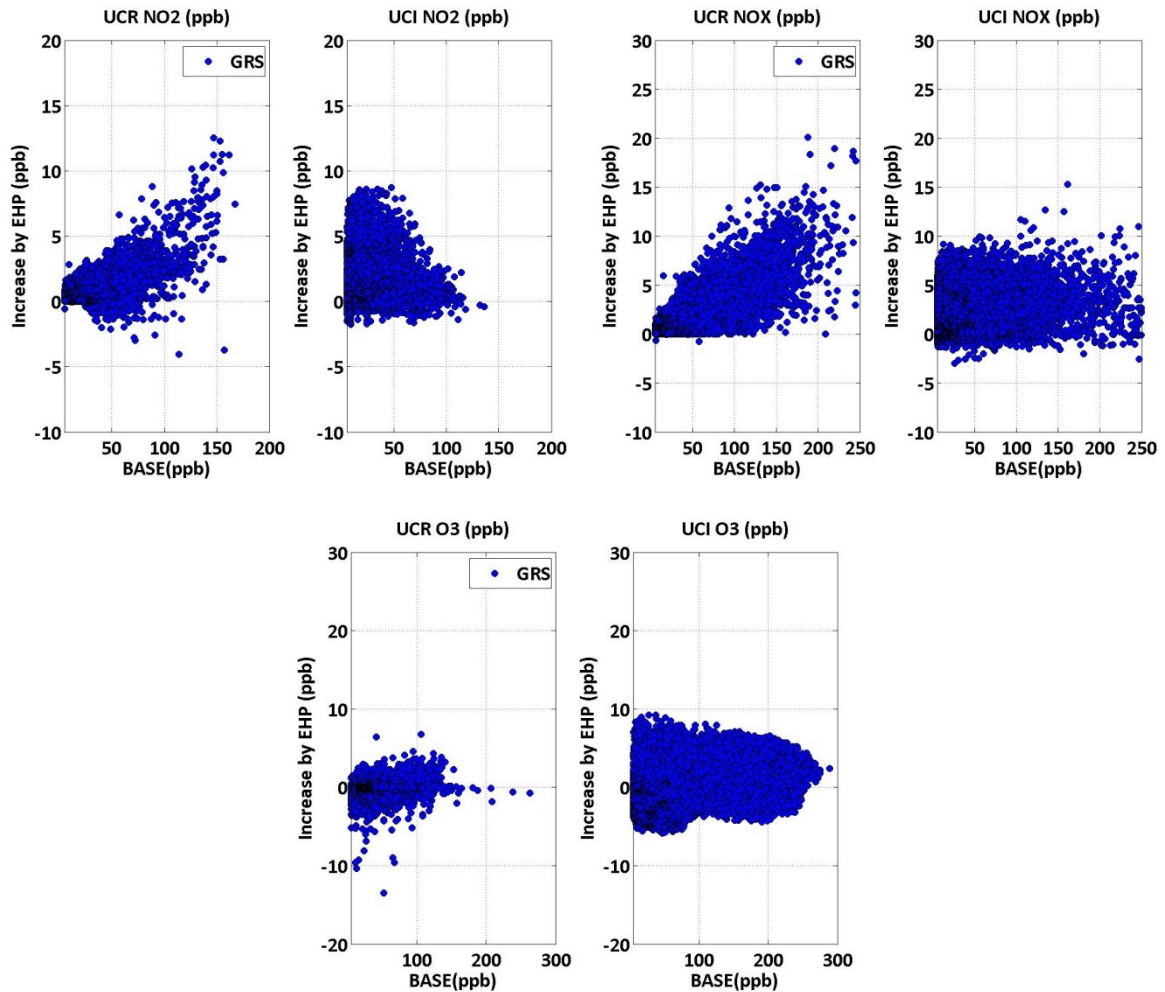 UCR NO2 (ppb)
UCI NO2 (ppb)
UCR NOX (ppb)
UCI NOX (ppb)
20
15
10
5
0
-5
-10
Increase by EHP (ppb)
GRS
50 100 150 200
BASE(ppb)
20
15
10
5
0
-5
-10
Increase by EHP (ppb)
50 100 150 200
BASE(ppb)
30
25
20
15
10
5
0
-5
-10
Increase by EHP (ppb)
GRS
50 100 150 200 250
BASE(ppb)
30
25
20
15
10
5
0
-5
-10
Increase by EHP (ppb)
50 100 150 200 250
BASE(ppb)
UCR O3 (ppb)
UCI O3 (ppb)
30
20
10
0
-10
-20
Increase by EHP (ppb)
GRS
100 200 300
BASE(ppb)
30
20
10
0
-10
-20
Increase by EHP (ppb)
100 200 300
BASE(ppb)